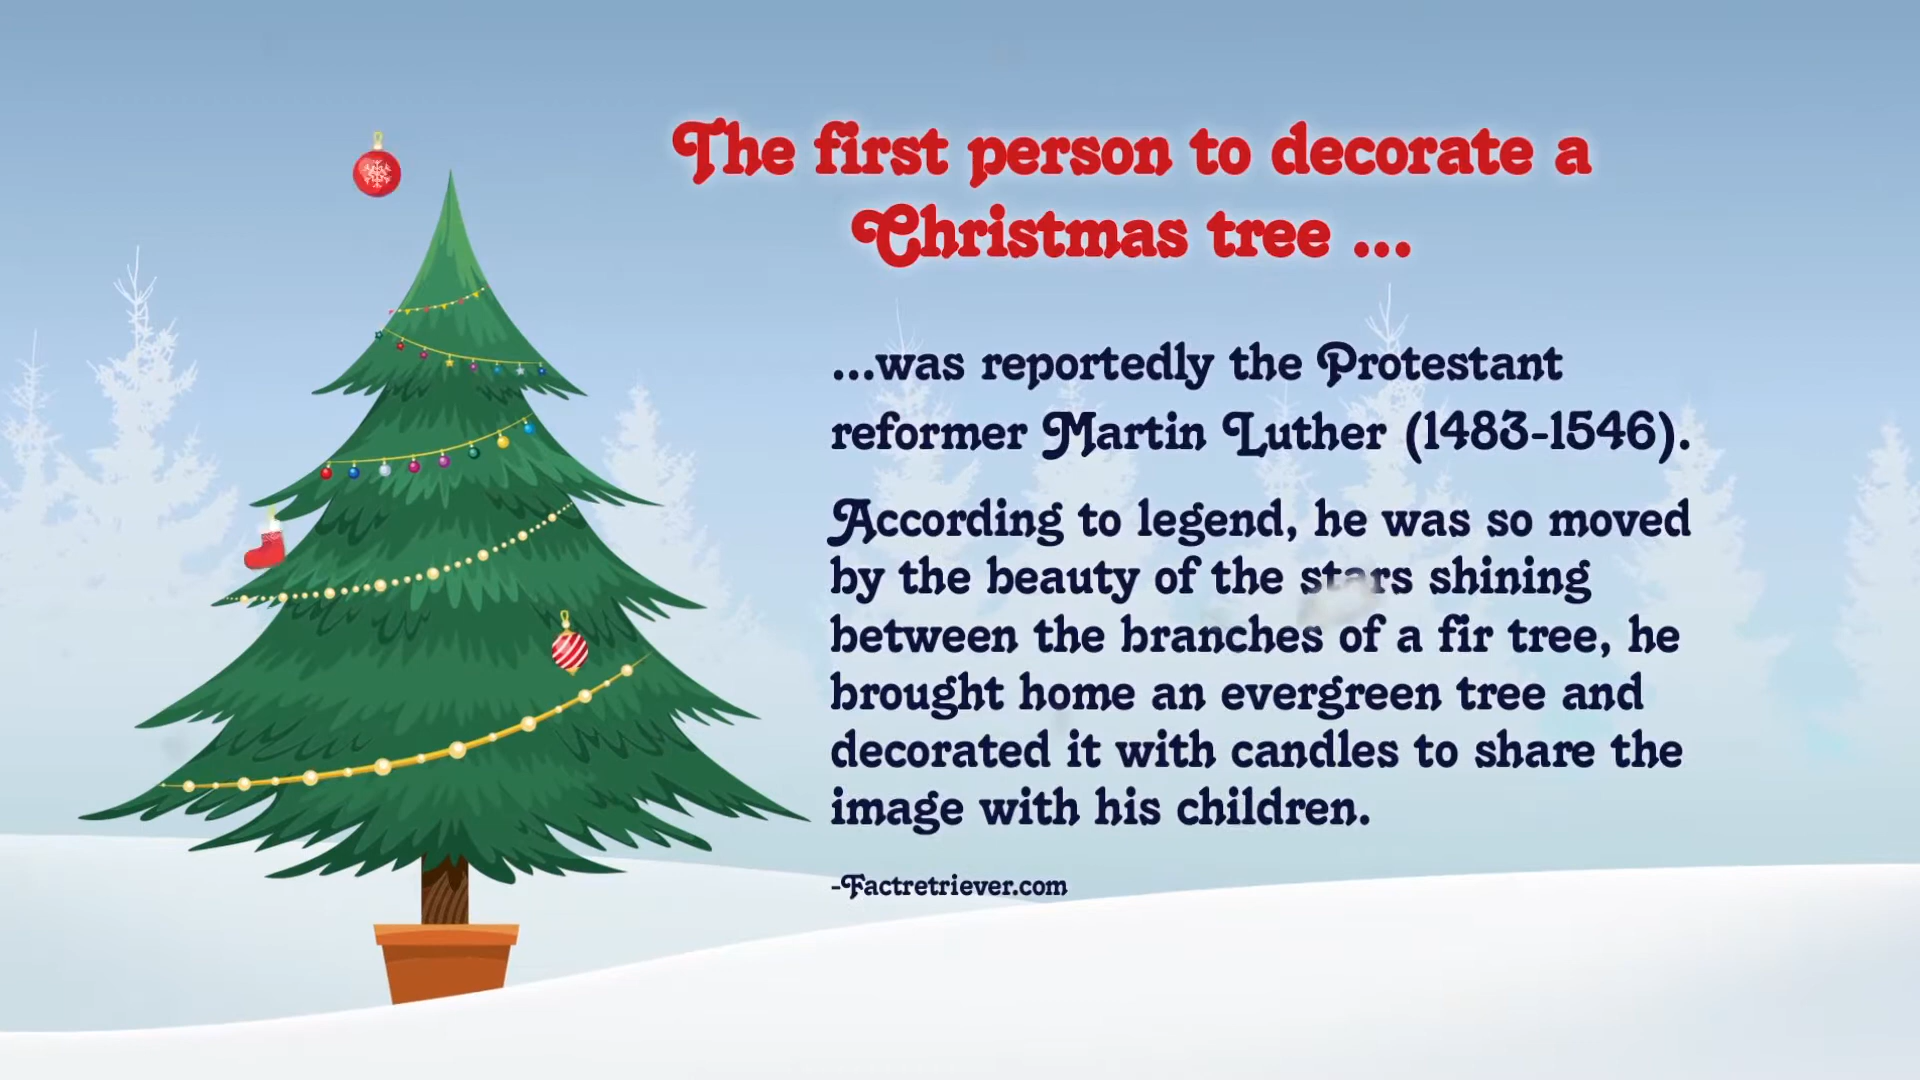 The first person to decorate a
Christmas tree ...
...was reportedly the Protestant
reformer Martin Luther (1483-1546).
According to legend, he was so moved
by the beauty of the stars shining
between the branches of a fir tree, he
brought home an evergreen tree and
decorated it with candles to share the
image with his children.
-Factretriever.com